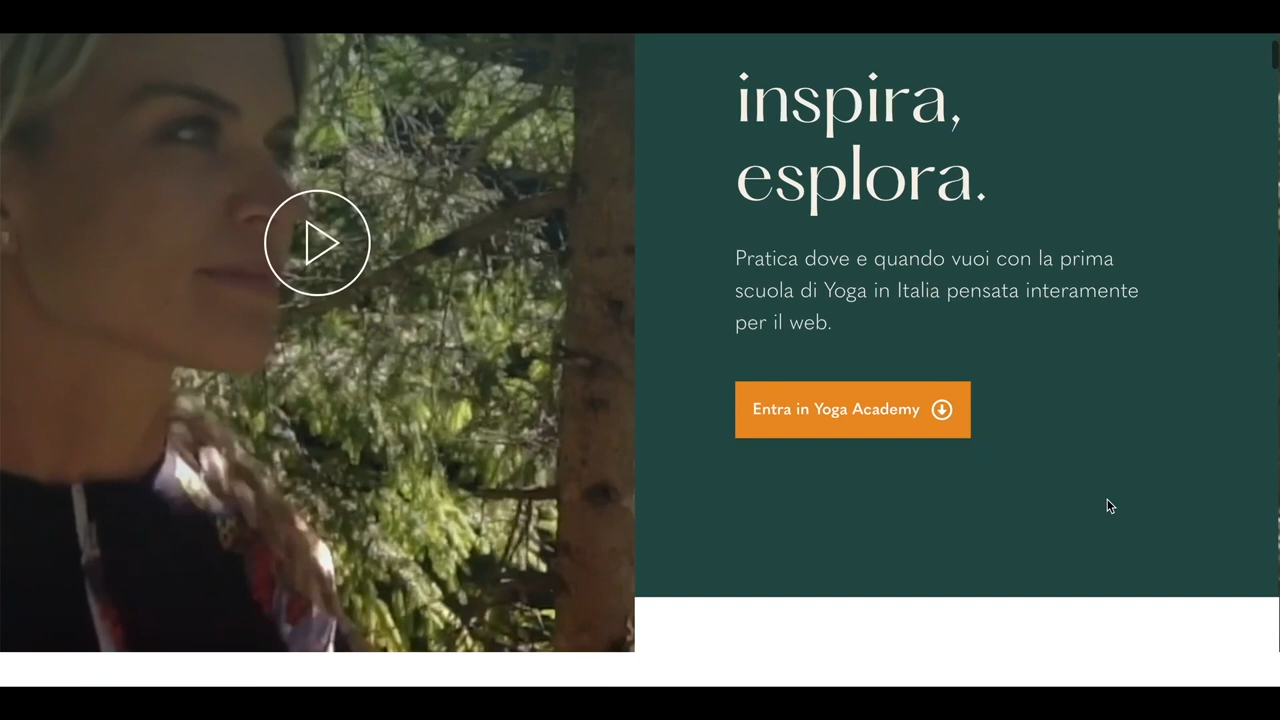 inspira,
esplora.
Pratica dove e quando vuoi con la prima
scuola di Yoga in Italia pensata interamente
per il web.
Entra in Yoga Academy